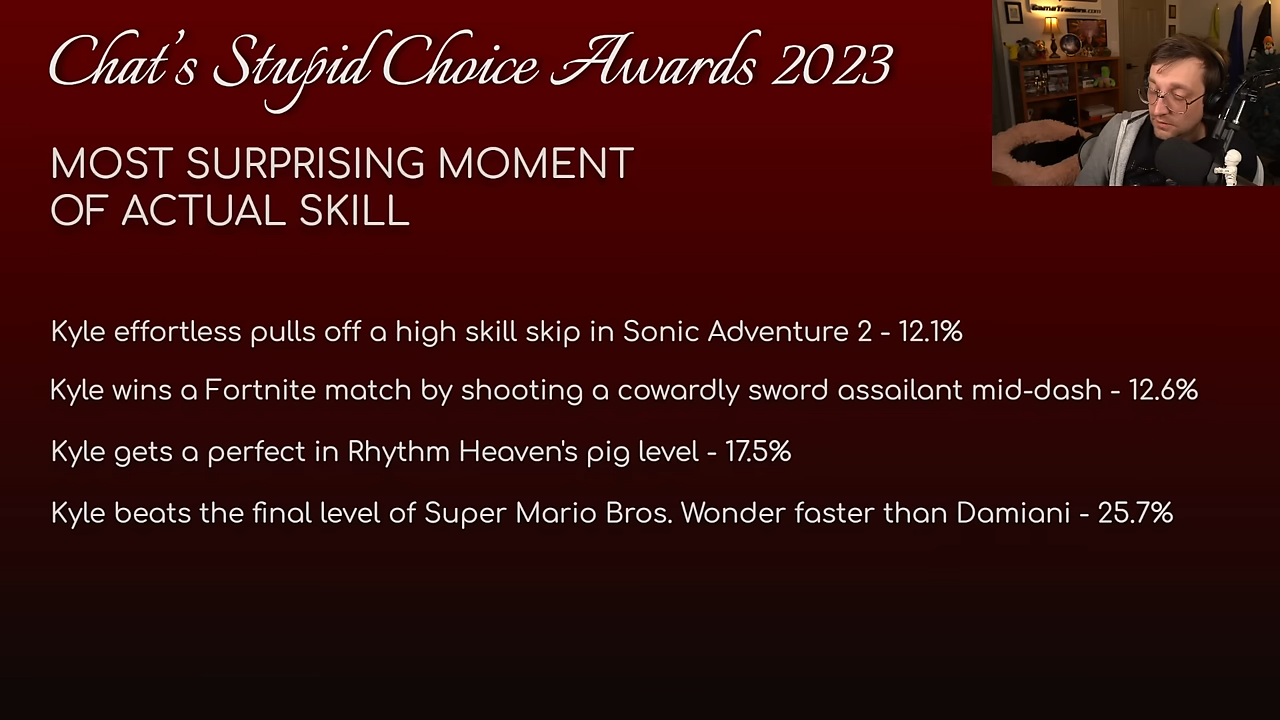 Chat's Stupid Choice Awards 2023
GameTrailers.com
MOST SURPRISING MOMENT
OF ACTUAL SKILL
Kyle effortless pulls off a high skill skip in Sonic Adventure 2 - 12.1%
Kyle wins a Fortnite match by shooting a cowardly sword assailant mid-dash - 12.6%
Kyle gets a perfect in Rhythm Heaven's pig level - 17.5%
Kyle beats the final level of Super Mario Bros. Wonder faster than Damiani - 25.7%